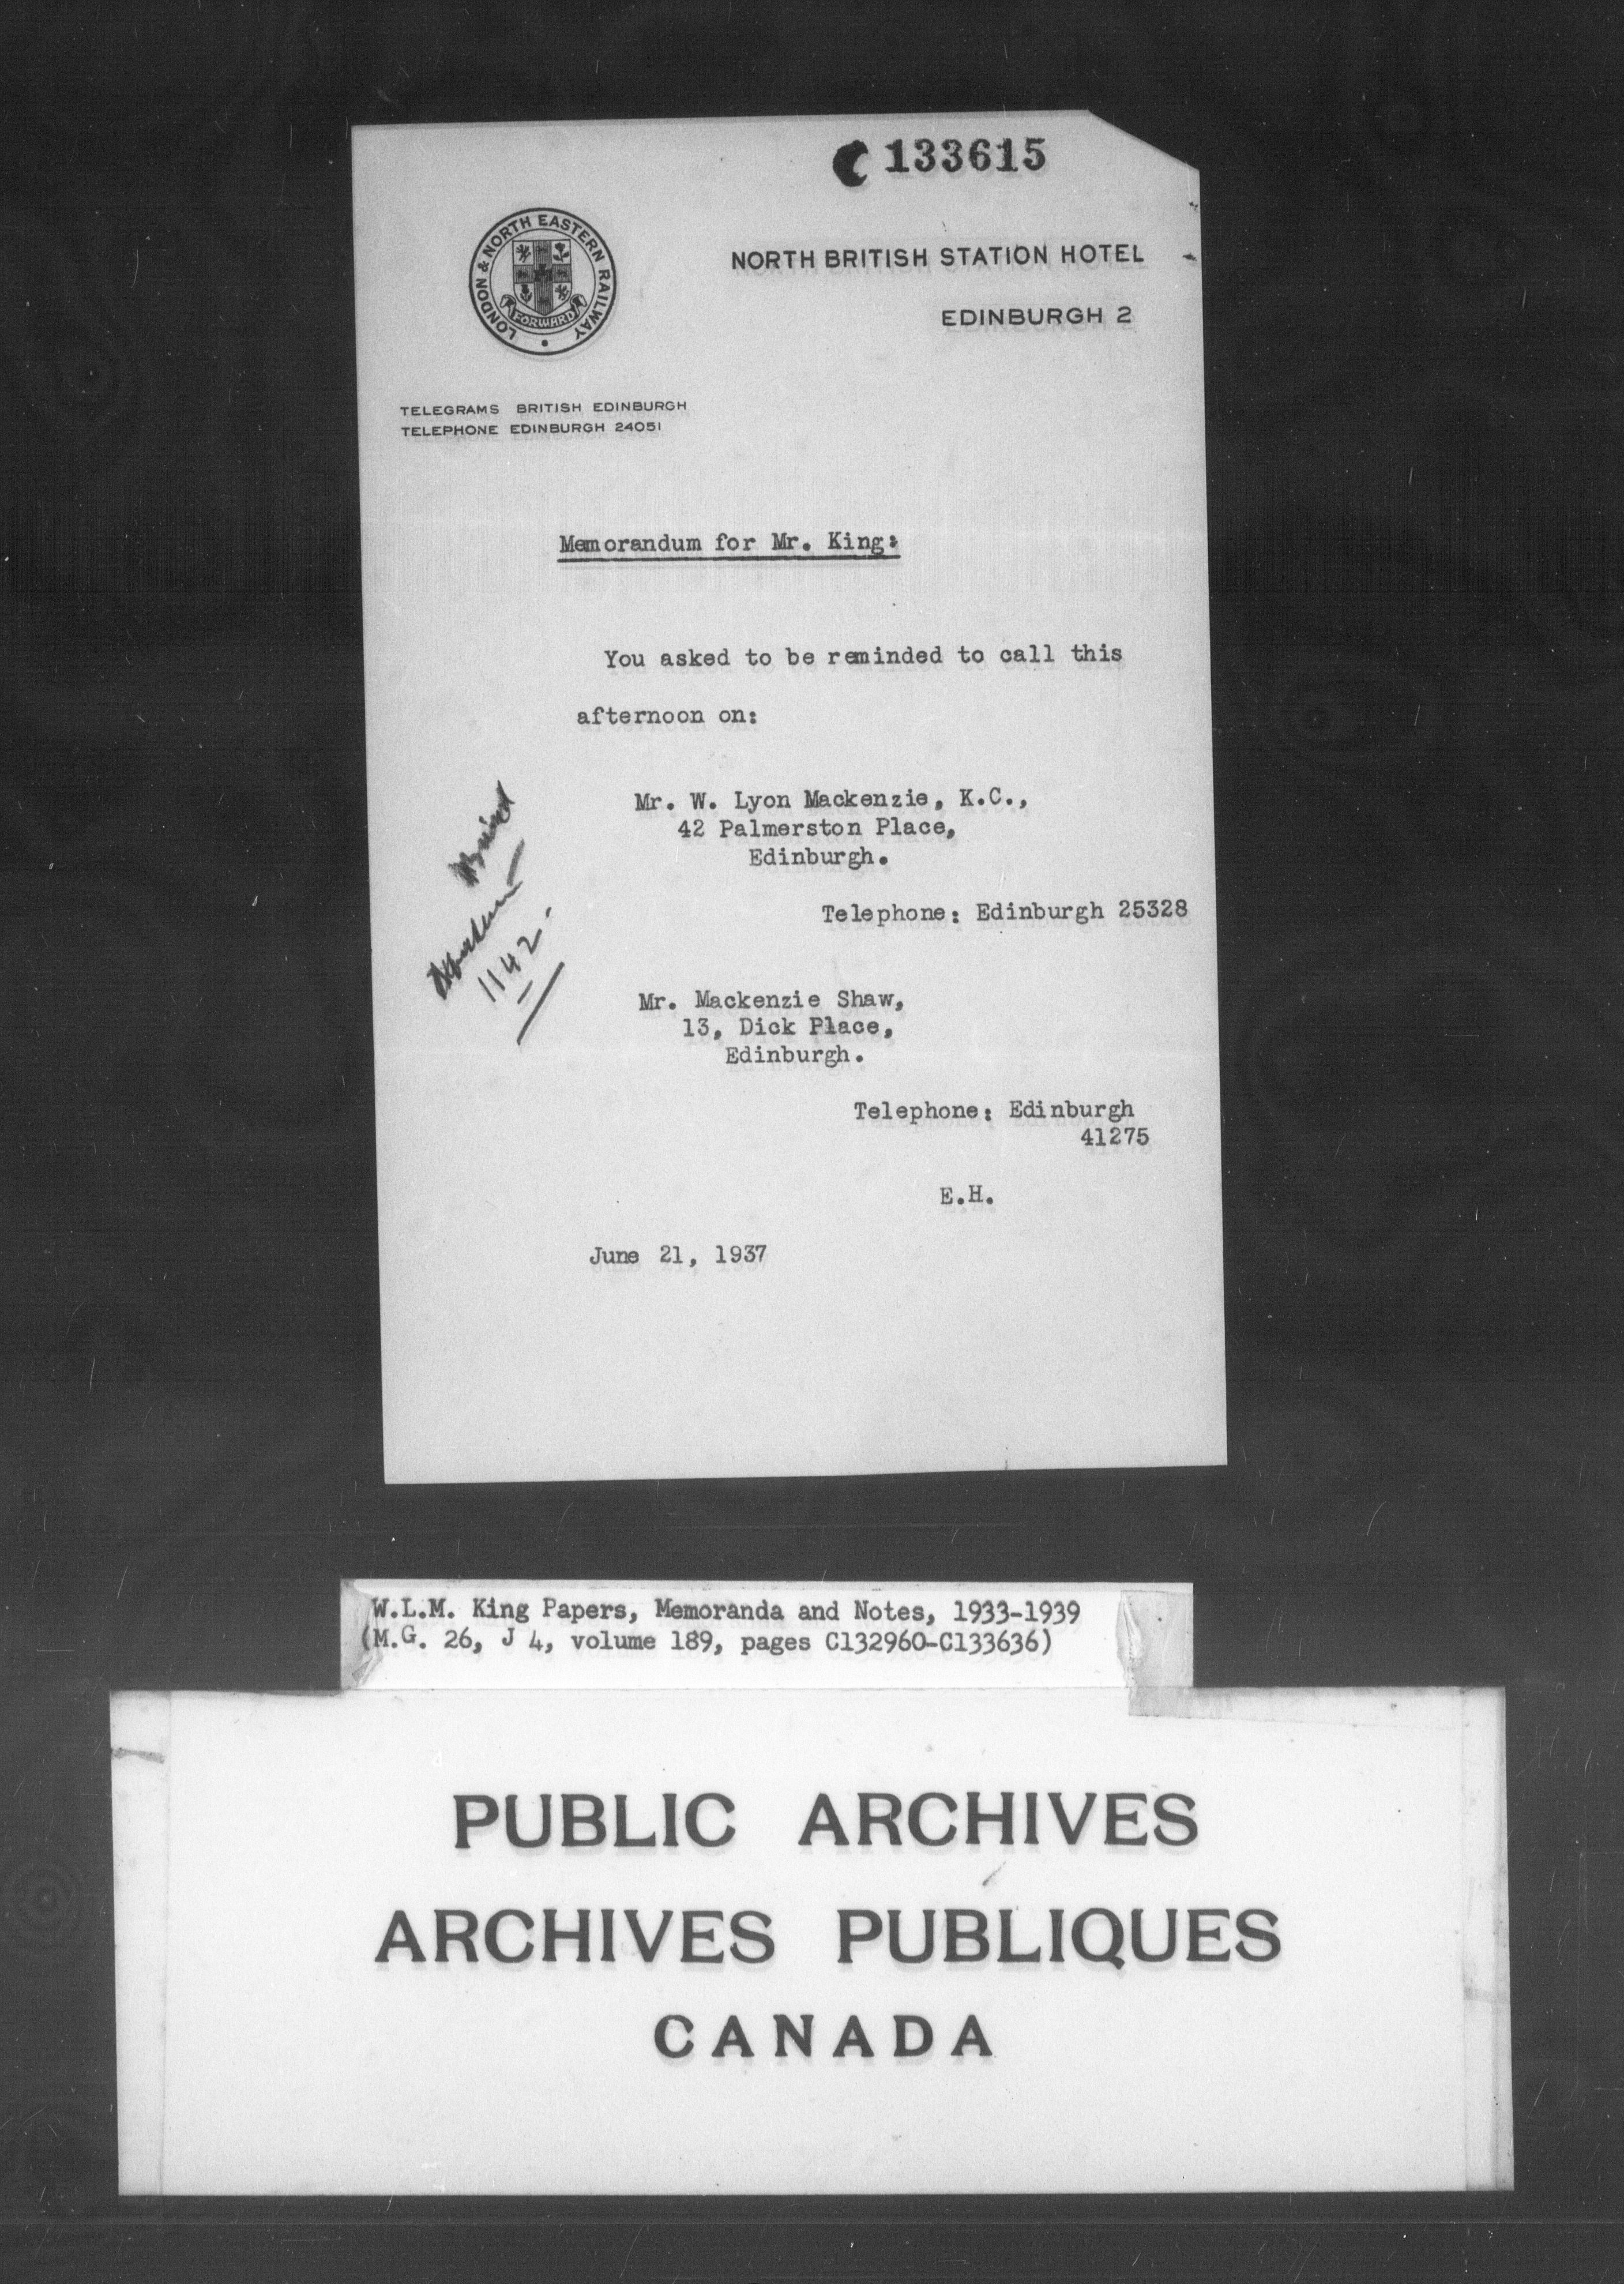 C 133615
LONDON & NORTH EASTERN RAILWAY
FORWARD
NORTH BRITISH STATION HOTEL
EDINBURGH 2
TELEGRAMS BRITISH EDINBURGH
TELEPHONE EDINBURGH 24051
Memorandum for Mr. King:
You asked to be reminded to call this
afternoon on:
Mr. W. Lyon Mackenzie, K.C.,
42 Palmerston Place,
Edinburgh.
Telephone: Edinburgh 25328
1142
Mr. Mackenzie Shaw,
13, Dick Place,
Edinburgh.
Telephone: Edinburgh
41275
E.H.
June 21, 1937
W.L.M. King Papers, Memoranda and Notes, 1933-1939
(M.G. 26, J 4, volume 189, pages C132960-C133636)
PUBLIC ARCHIVES
ARCHIVES PUBLIQUES
CANADA